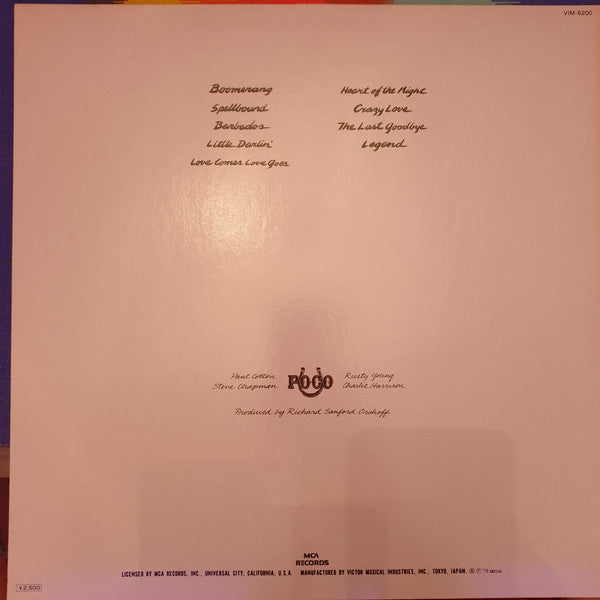 VIM-6200
Boomerang
Spellbound
Barbados
Little Darlin'
Love Comes Love Goes
Heart of the Night
Crazy Love
The Last Goodbye
Legend
Paul Cotton
Steve Chapman
POCO
Rusty Young
Charlie Harrison
Produced by Richard Sanford Orshoff
MCA
RECORDS
LICENSED BY MCA RECORDS, INC., UNIVERSAL CITY, CALIFORNIA, U.S.A. MANUFACTURED BY VICTOR MUSICAL INDUSTRIES, INC., TOKYO, JAPAN.
¥2,500